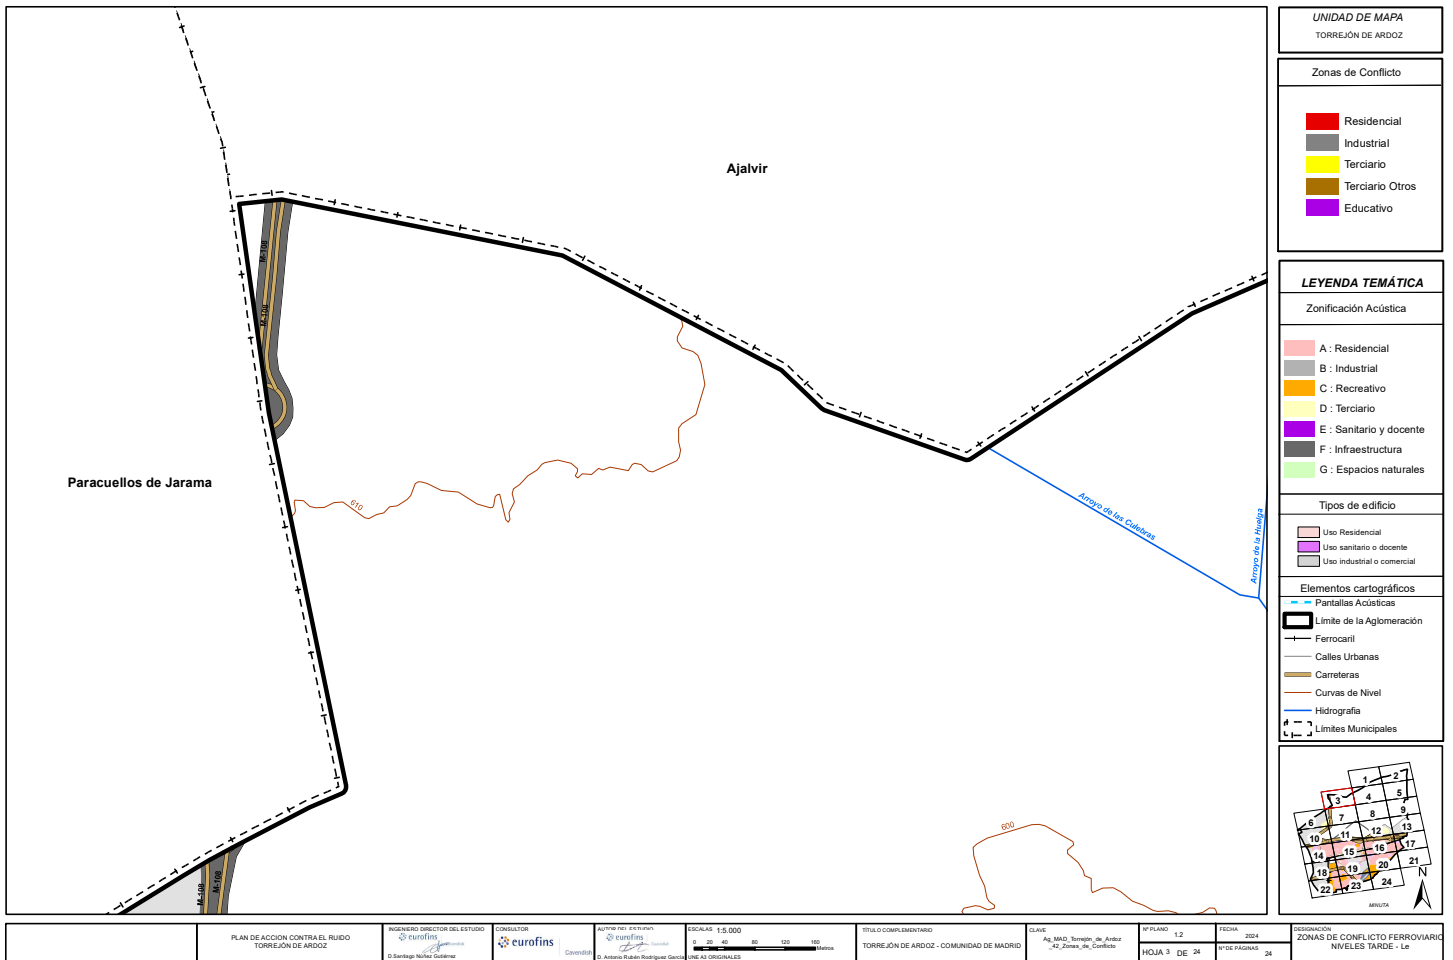 Ajalvir
Paracuellos de Jarama
M-108
M-108
M-108
M-108
610
600
Arroyo de las Culebras
Arroyo de la Huelga
UNIDAD DE MAPA
TORREJÓN DE ARDOZ
Zonas de Conflicto
Residencial
Industrial
Terciario
Terciario Otros
Educativo
LEYENDA TEMÁTICA
Zonificación Acústica
A : Residencial
B : Industrial
C : Recreativo
D : Terciario
E : Sanitario y docente
F : Infraestructura
G : Espacios naturales
Tipos de edificio
Uso Residencial
Uso sanitario o docente
Uso industrial o comercial
Elementos cartográficos
Pantallas Acústicas
Límite de la Aglomeración
Ferrocaril
Calles Urbanas
Carreteras
Curvas de Nivel
Hidrografia
Límites Municipales
1 2
3 4 5
6 7 8 9
10 11 12 13
14 15 16 17
18 19 20 21
22 23 24
N
MINUTA
PLAN DE ACCION CONTRA EL RUIDO
TORREJÓN DE ARDOZ
INGENIERO DIRECTOR DEL ESTUDIO
eurofins
D.Santiago Núñez Gutiérrez
CONSULTOR
eurofins
Cavendish
AUTOR DEL ESTUDIO
eurofins
D. Antonio Rubén Rodríguez García
ESCALAS 1:5.000
0 20 40 80 120 160
Metros
UNE A3 ORIGINALES
TÍTULO COMPLEMENTARIO
TORREJÓN DE ARDOZ - COMUNIDAD DE MADRID
CLAVE
Ag_MAD_Torrejón_de_Ardoz
_42_Zonas_de_Conflicto
Nº PLANO
1.2
HOJA 3 DE 24
FECHA
2024
Nº DE PÁGINAS
24
DESIGNACIÓN
ZONAS DE CONFLICTO FERROVIARIO
NIVELES TARDE - Le